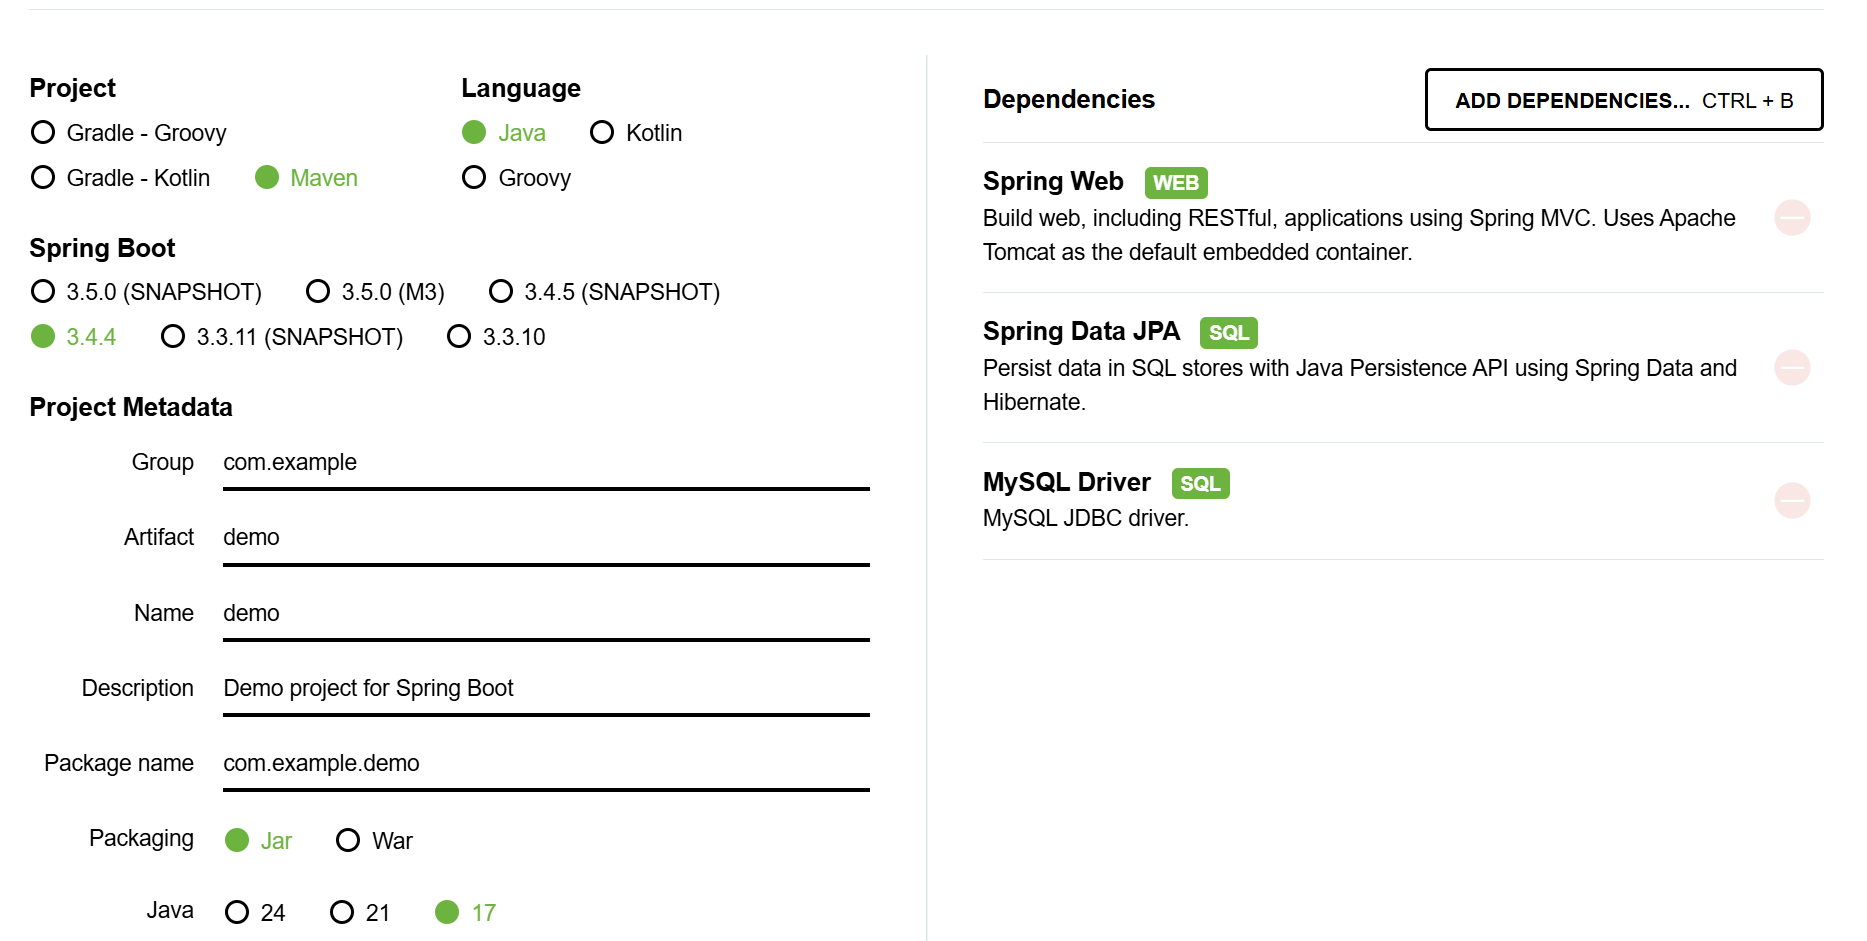 Project
Gradle - Groovy
Gradle - Kotlin Maven
Language
Java Kotlin
Groovy
Spring Boot
3.5.0 (SNAPSHOT) 3.5.0 (M3) 3.4.5 (SNAPSHOT)
3.4.4 3.3.11 (SNAPSHOT) 3.3.10
Project Metadata
Group com.example
Artifact demo
Name demo
Description Demo project for Spring Boot
Package name com.example.demo
Packaging Jar War
Java 24 21 17
Dependencies
ADD DEPENDENCIES... CTRL + B
Spring Web WEB
Build web, including RESTful, applications using Spring MVC. Uses Apache
Tomcat as the default embedded container.
Spring Data JPA SQL
Persist data in SQL stores with Java Persistence API using Spring Data and
Hibernate.
MySQL Driver SQL
MySQL JDBC driver.